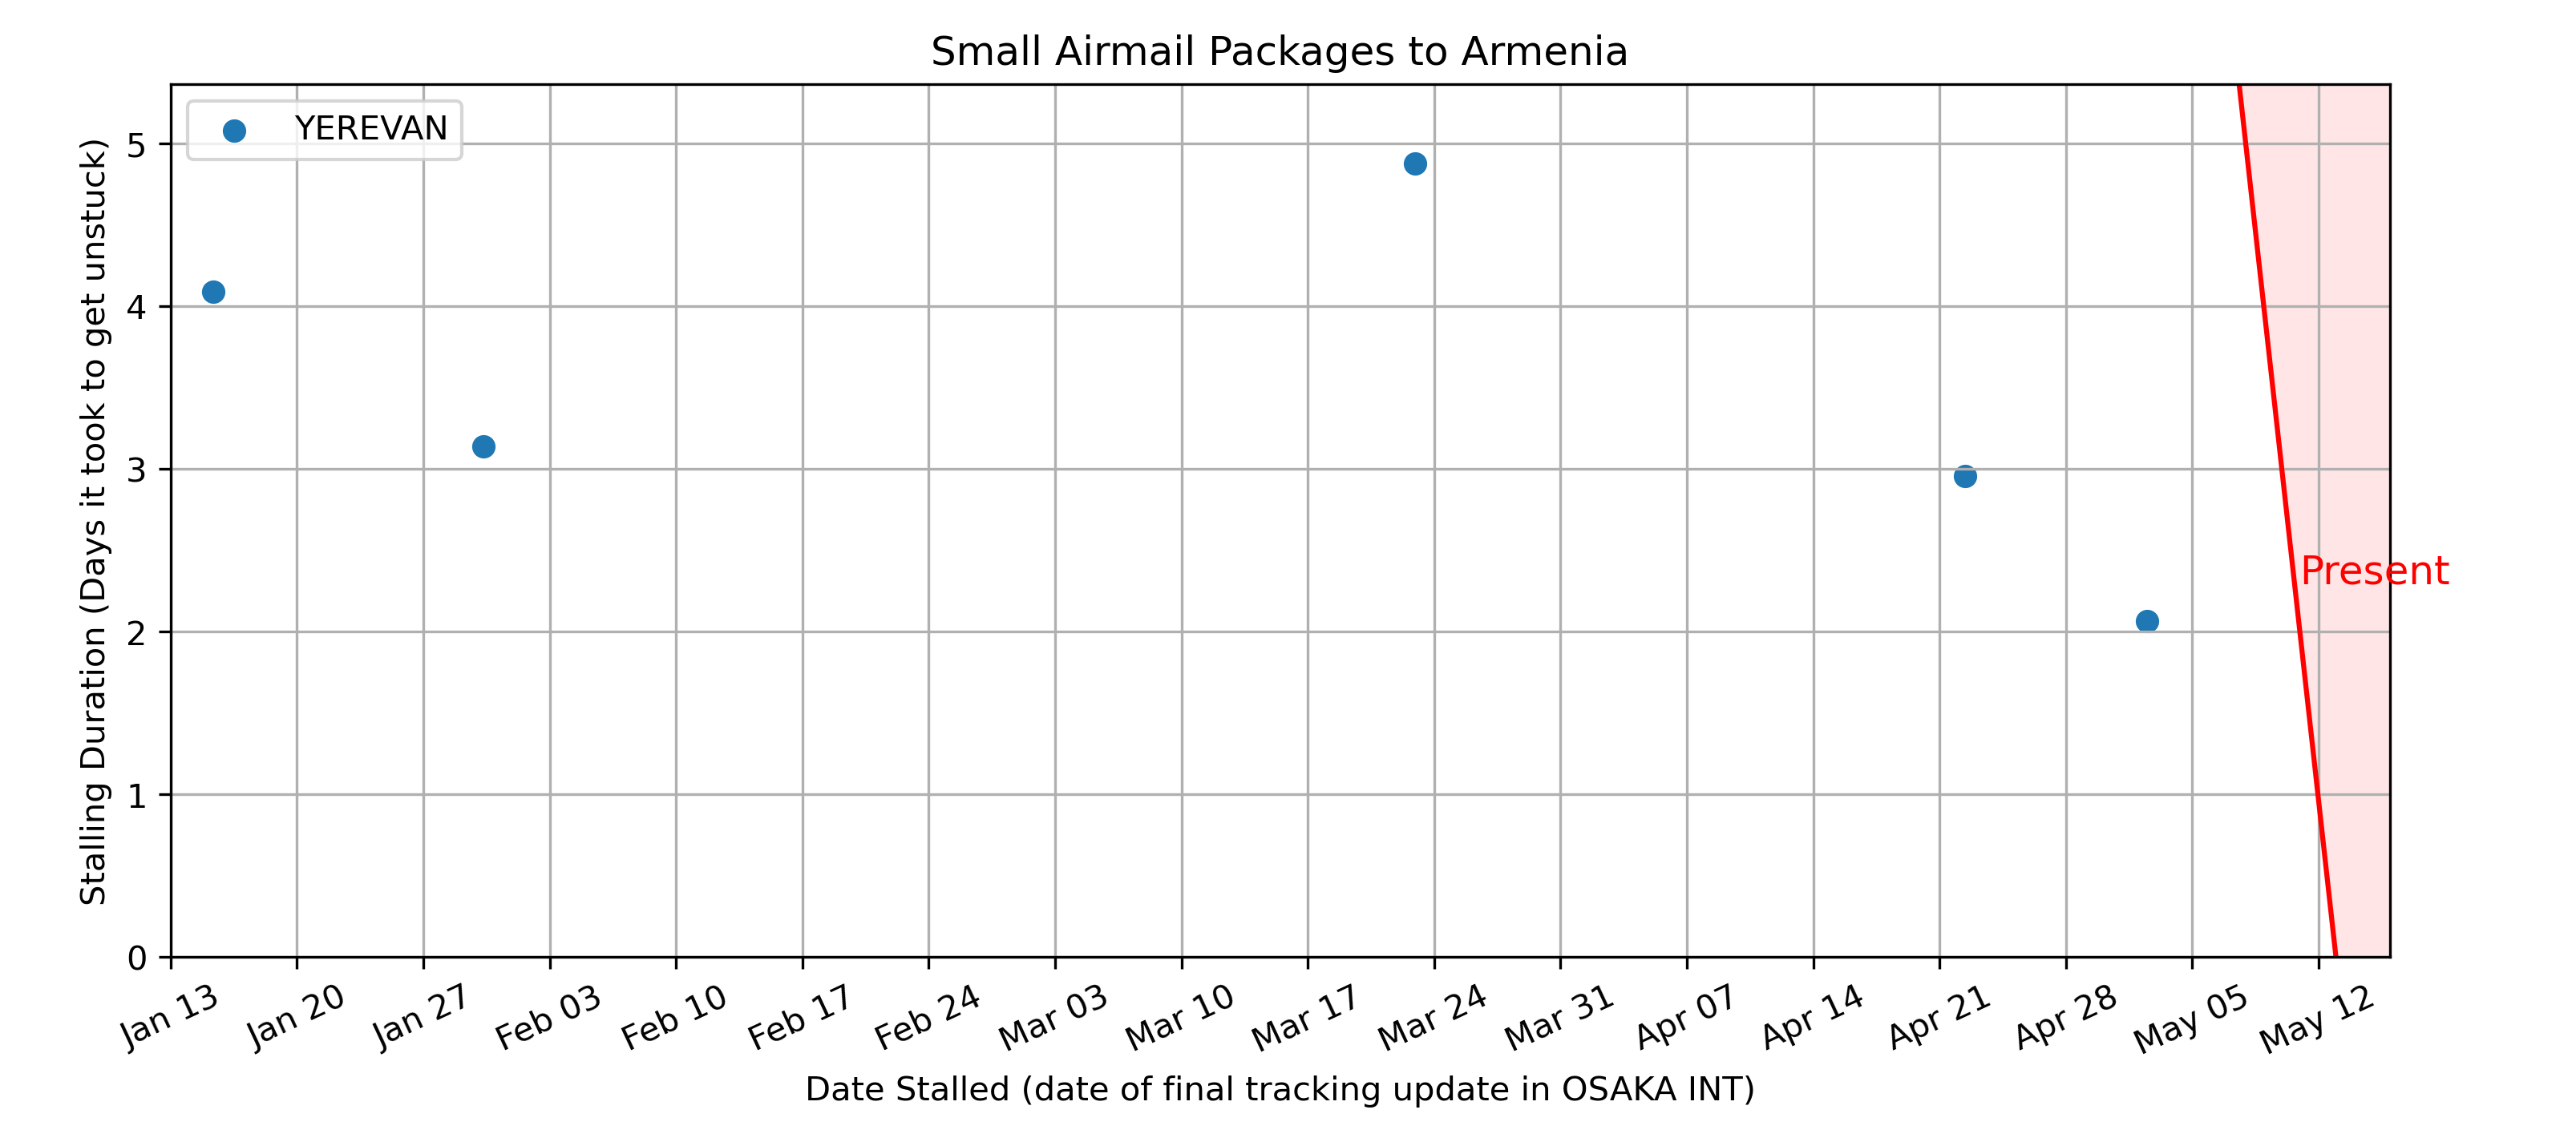 Small Airmail Packages to Armenia
YEREVAN
Stalling Duration (Days it took to get unstuck)
5
4
3
2
1
0
Present
Jan 13
Jan 20
Jan 27
Feb 03
Feb 10
Feb 17
Feb 24
Mar 03
Mar 10
Mar 17
Mar 24
Mar 31
Apr 07
Apr 14
Apr 21
Apr 28
May 05
May 12
Date Stalled (date of final tracking update in OSAKA INT)